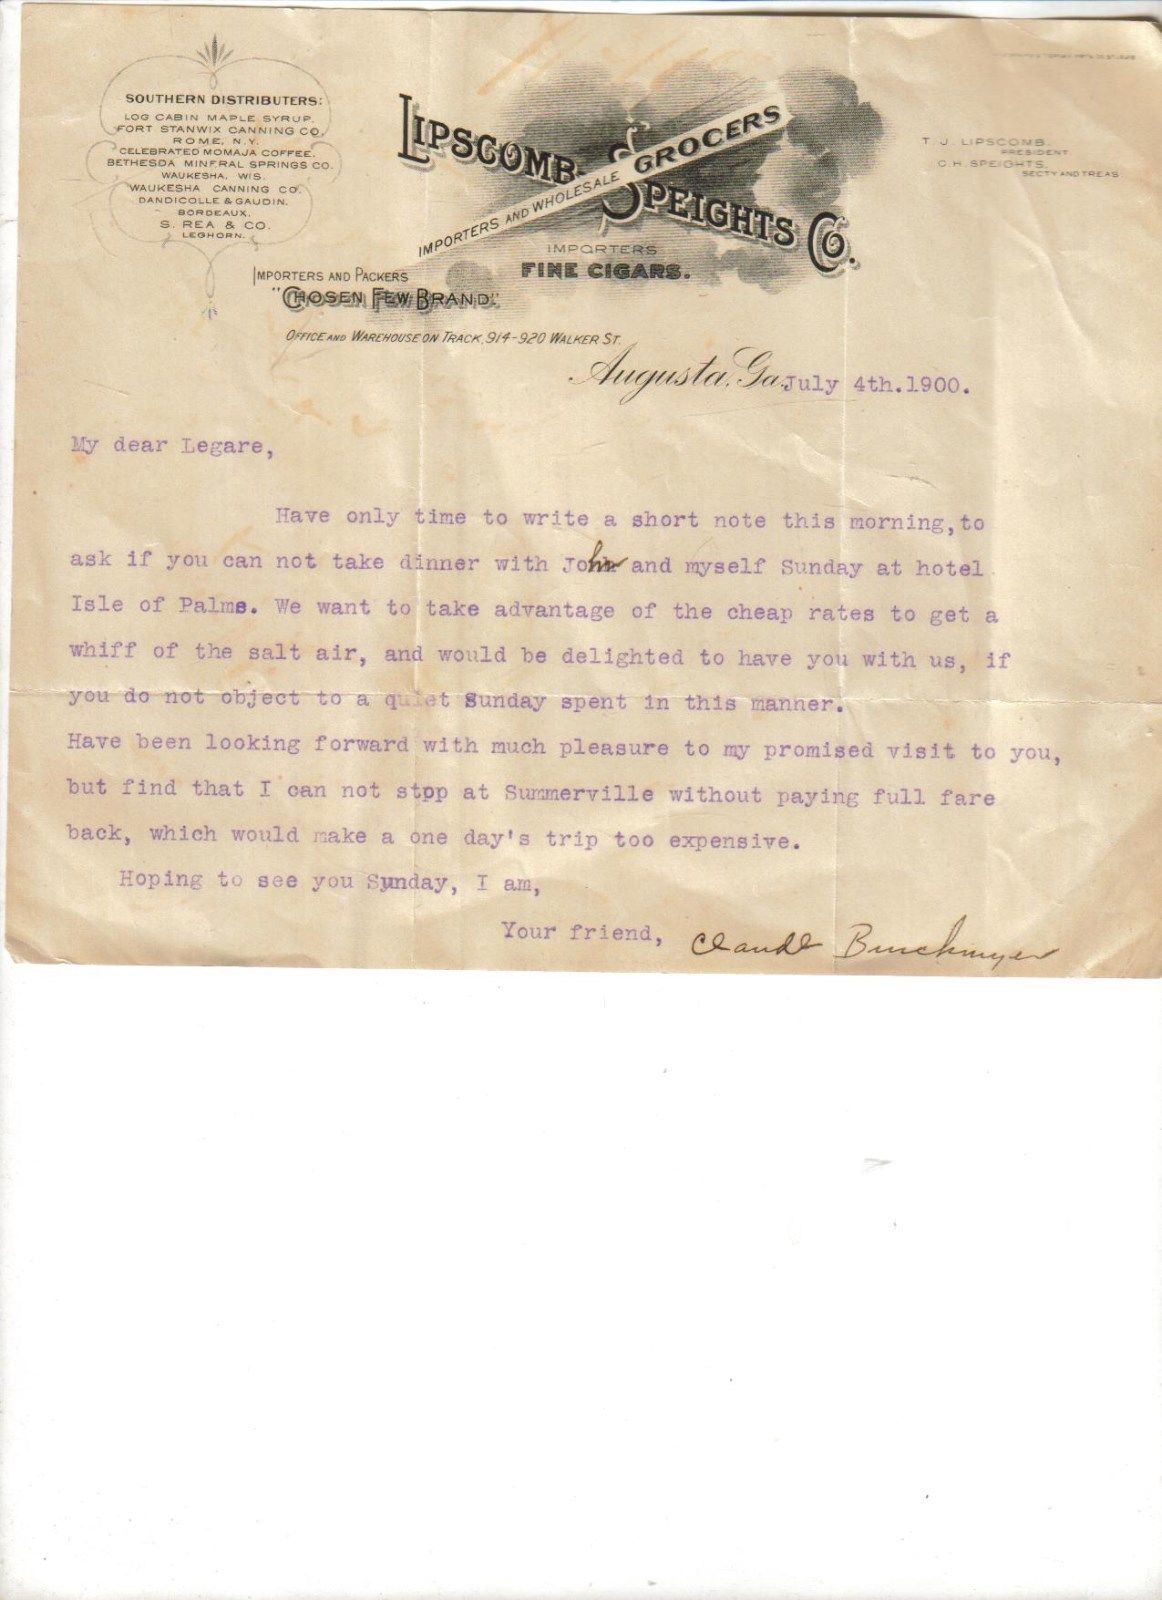 SOUTHERN DISTRIBUTERS:
LOG CABIN MAPLE SYRUP.
FORT STANWIX CANNING CO.
ROME, N.Y.
CELEBRATED MOMAJA COFFEE.
BETHESDA MINERAL SPRINGS CO.
WAUKESHA, WIS.
WAUKESHA CANNING CO.
DANDICOLLE & GAUDIN.
BORDEAUX.
S. REA & CO.
LEGHORN.
LIPSCOMB-SPEIGHTS CO.
IMPORTERS AND WHOLESALE GROCERS
IMPORTERS
FINE CIGARS.
T. J. LIPSCOMB.
PRESIDENT
C.H. SPEIGHTS,
SECTY AND TREAS.
IMPORTERS AND PACKERS
"CHOSEN FEW BRAND"
OFFICE AND WAREHOUSE ON TRACK, 914-920 WALKER ST.
Augusta, Ga. July 4th.1900.
My dear Legare,
Have only time to write a short note this morning,to
ask if you can not take dinner with John and myself Sunday at hotel
Isle of Palms. We want to take advantage of the cheap rates to get a
whiff of the salt air, and would be delighted to have you with us, if
you do not object to a quiet Sunday spent in this manner.
Have been looking forward with much pleasure to my promised visit to you,
but find that I can not stop at Summerville without paying full fare
back, which would make a one day's trip too expensive.
Hoping to see you Sunday, I am,
Your friend, Claude Burckmyer